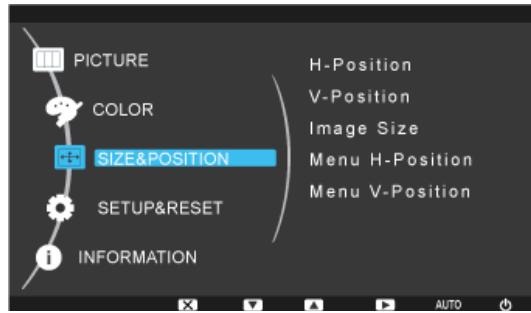 PICTURE
COLOR
SIZE&POSITION
SETUP&RESET
INFORMATION
H-Position
V-Position
Image Size
Menu H-Position
Menu V-Position
AUTO